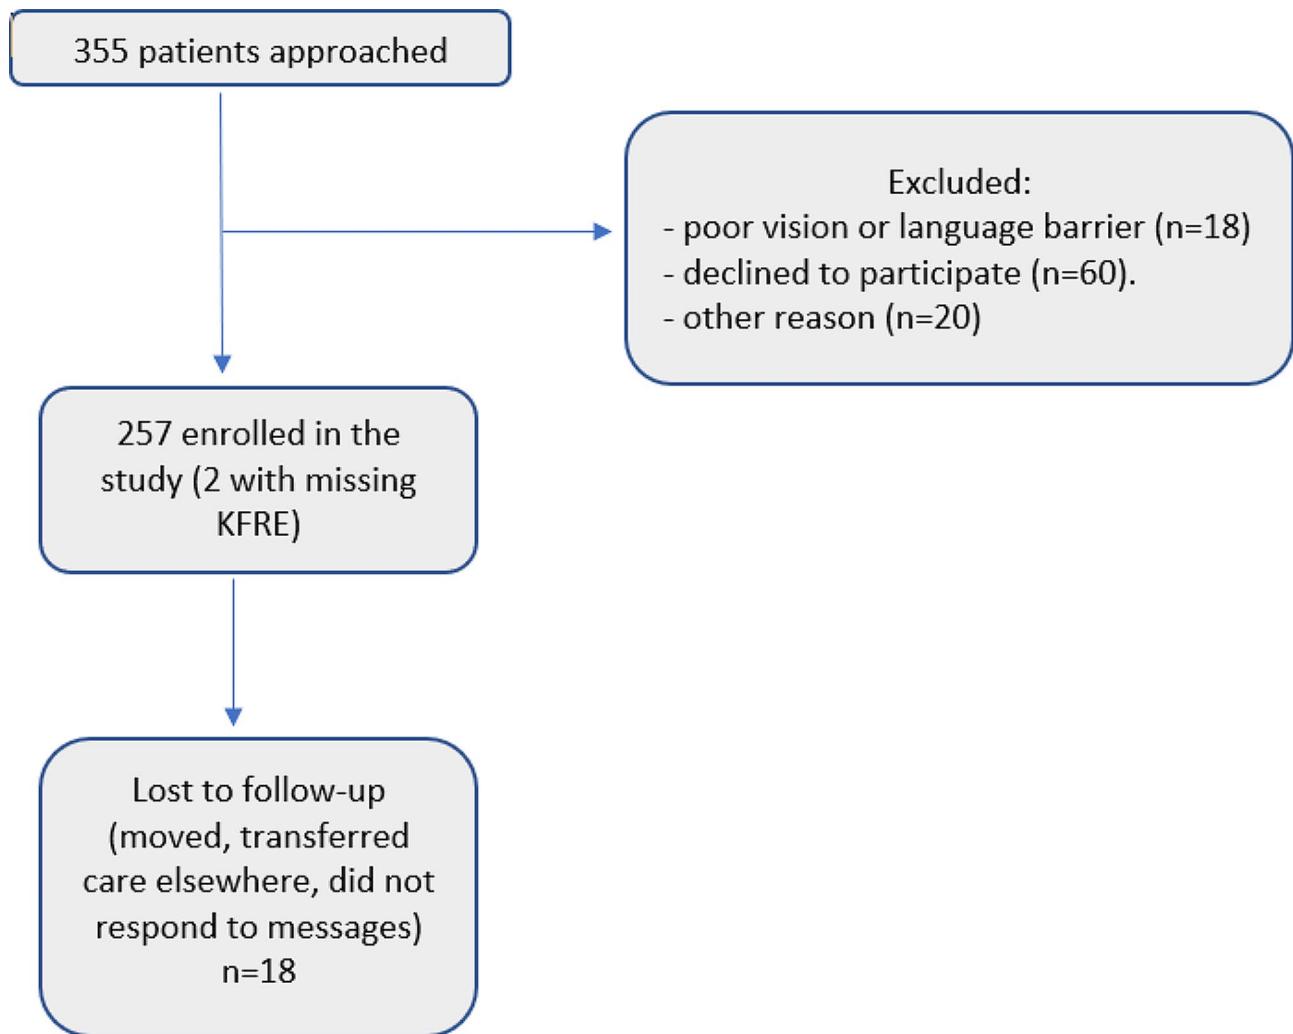 355 patients approached
Excluded:
- poor vision or language barrier (n=18)
- declined to participate (n=60).
- other reason (n=20)
257 enrolled in the
study (2 with missing
KFRE)
Lost to follow-up
(moved, transferred
care elsewhere, did not
respond to messages)
n=18